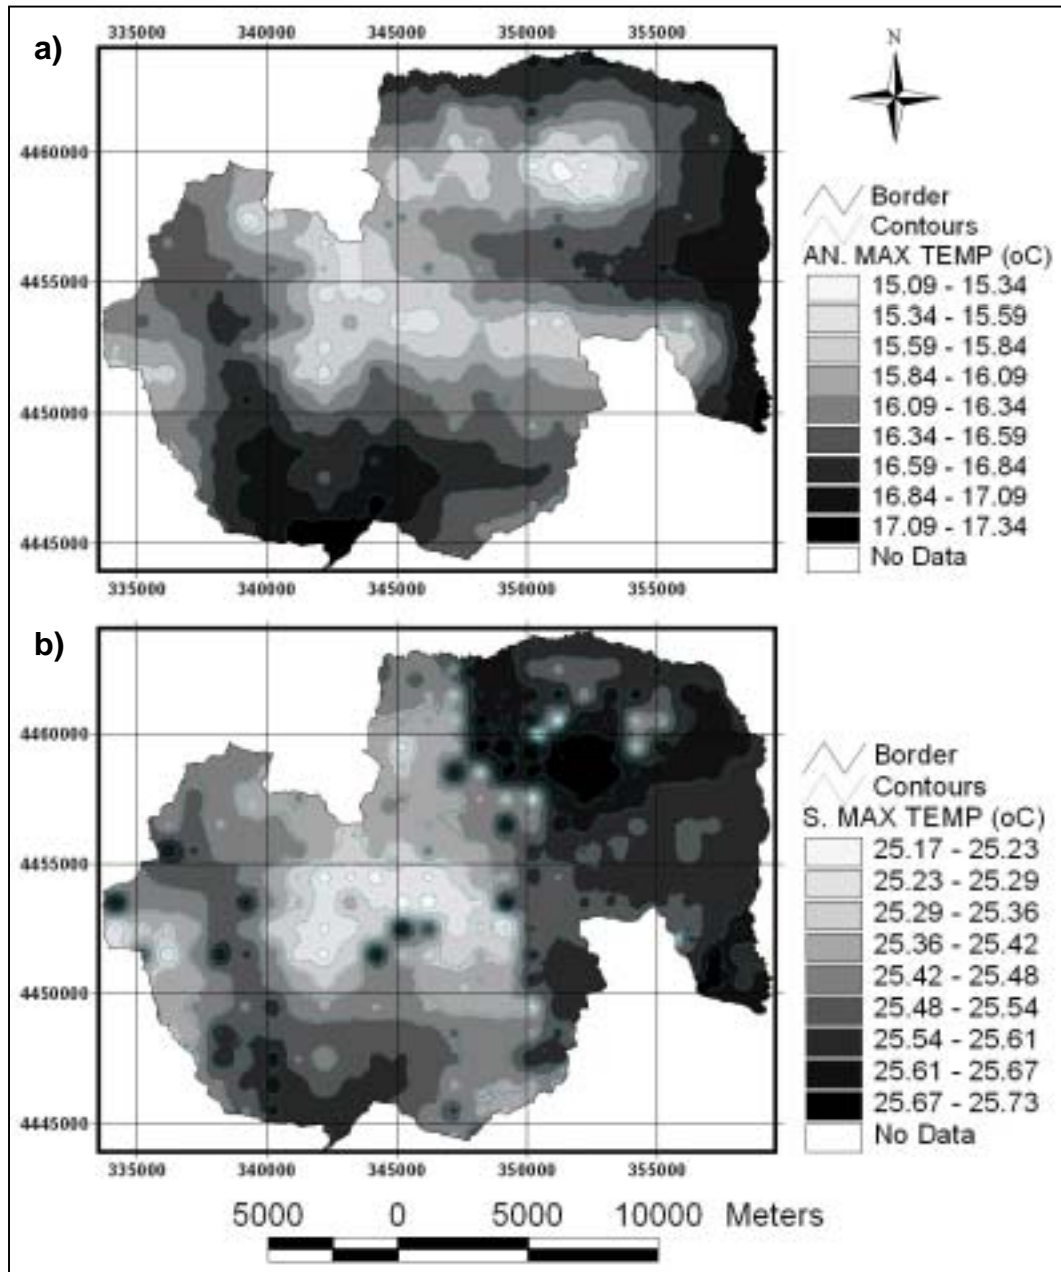 a)
335000 340000 345000 350000 355000
N
4460000
4455000
4450000
4445000
335000 340000 345000 350000 355000
Border
Contours
AN. MAX TEMP (oC)
15.09 - 15.34
15.34 - 15.59
15.59 - 15.84
15.84 - 16.09
16.09 - 16.34
16.34 - 16.59
16.59 - 16.84
16.84 - 17.09
17.09 - 17.34
No Data
b)
4460000
4455000
4450000
4445000
335000 340000 345000 350000 355000
Border
Contours
S. MAX TEMP (oC)
25.17 - 25.23
25.23 - 25.29
25.29 - 25.36
25.36 - 25.42
25.42 - 25.48
25.48 - 25.54
25.54 - 25.61
25.61 - 25.67
25.67 - 25.73
No Data
5000 0 5000 10000 Meters